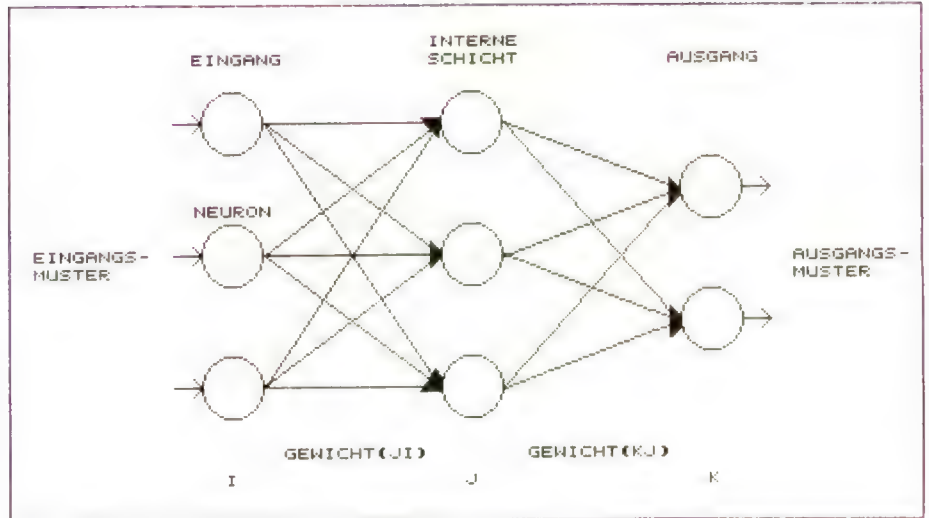 EINGANG
INTERNE
SCHICHT
AUSGANG
NEURON
EINGANGS-
MUSTER
AUSGANGS-
MUSTER
GEWICHT(JI)
GEWICHT(KJ)
I
J
K